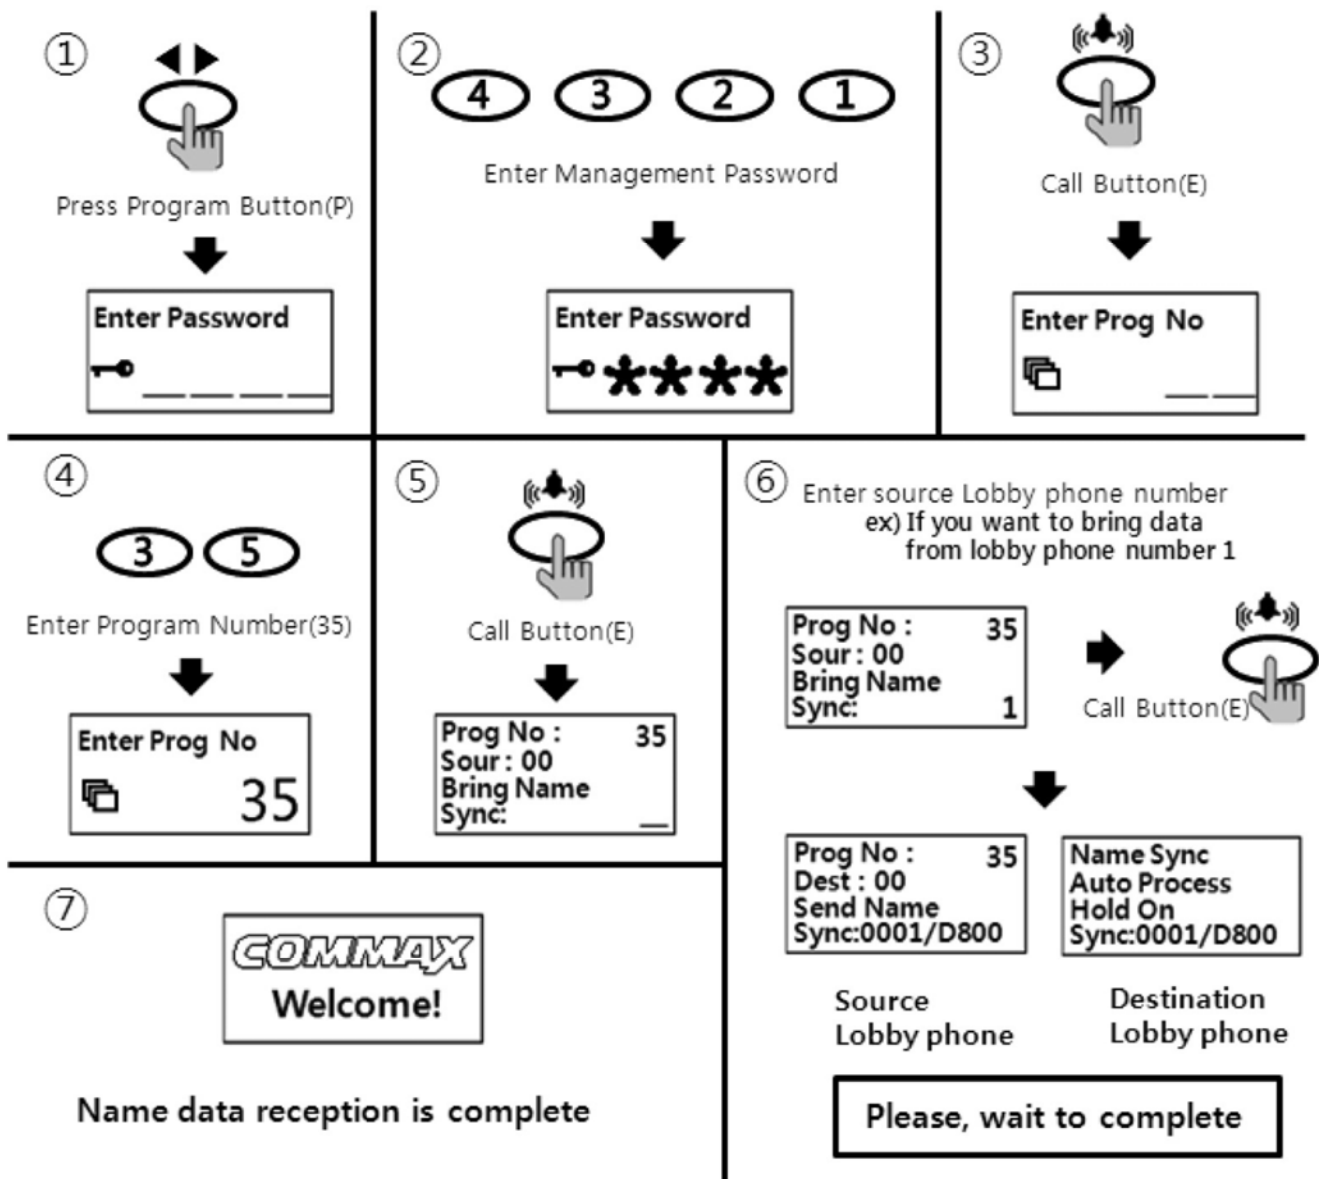 ①
Press Program Button(P)
Enter Password
②
4 3 2 1
Enter Management Password
Enter Password
③
Call Button(E)
Enter Prog No
④
3 5
Enter Program Number(35)
Enter Prog No
35
⑤
Call Button(E)
Prog No : 35
Sour : 00
Bring Name
Sync:
⑥
Enter source Lobby phone number
ex) If you want to bring data
from lobby phone number 1
Prog No : 35
Sour : 00
Bring Name
Sync: 1
Call Button(E)
Prog No : 35
Dest : 00
Send Name
Sync:0001/D800
Source
Lobby phone
Name Sync
Auto Process
Hold On
Sync:0001/D800
Destination
Lobby phone
Please, wait to complete
⑦
COMMAX
Welcome!
Name data reception is complete